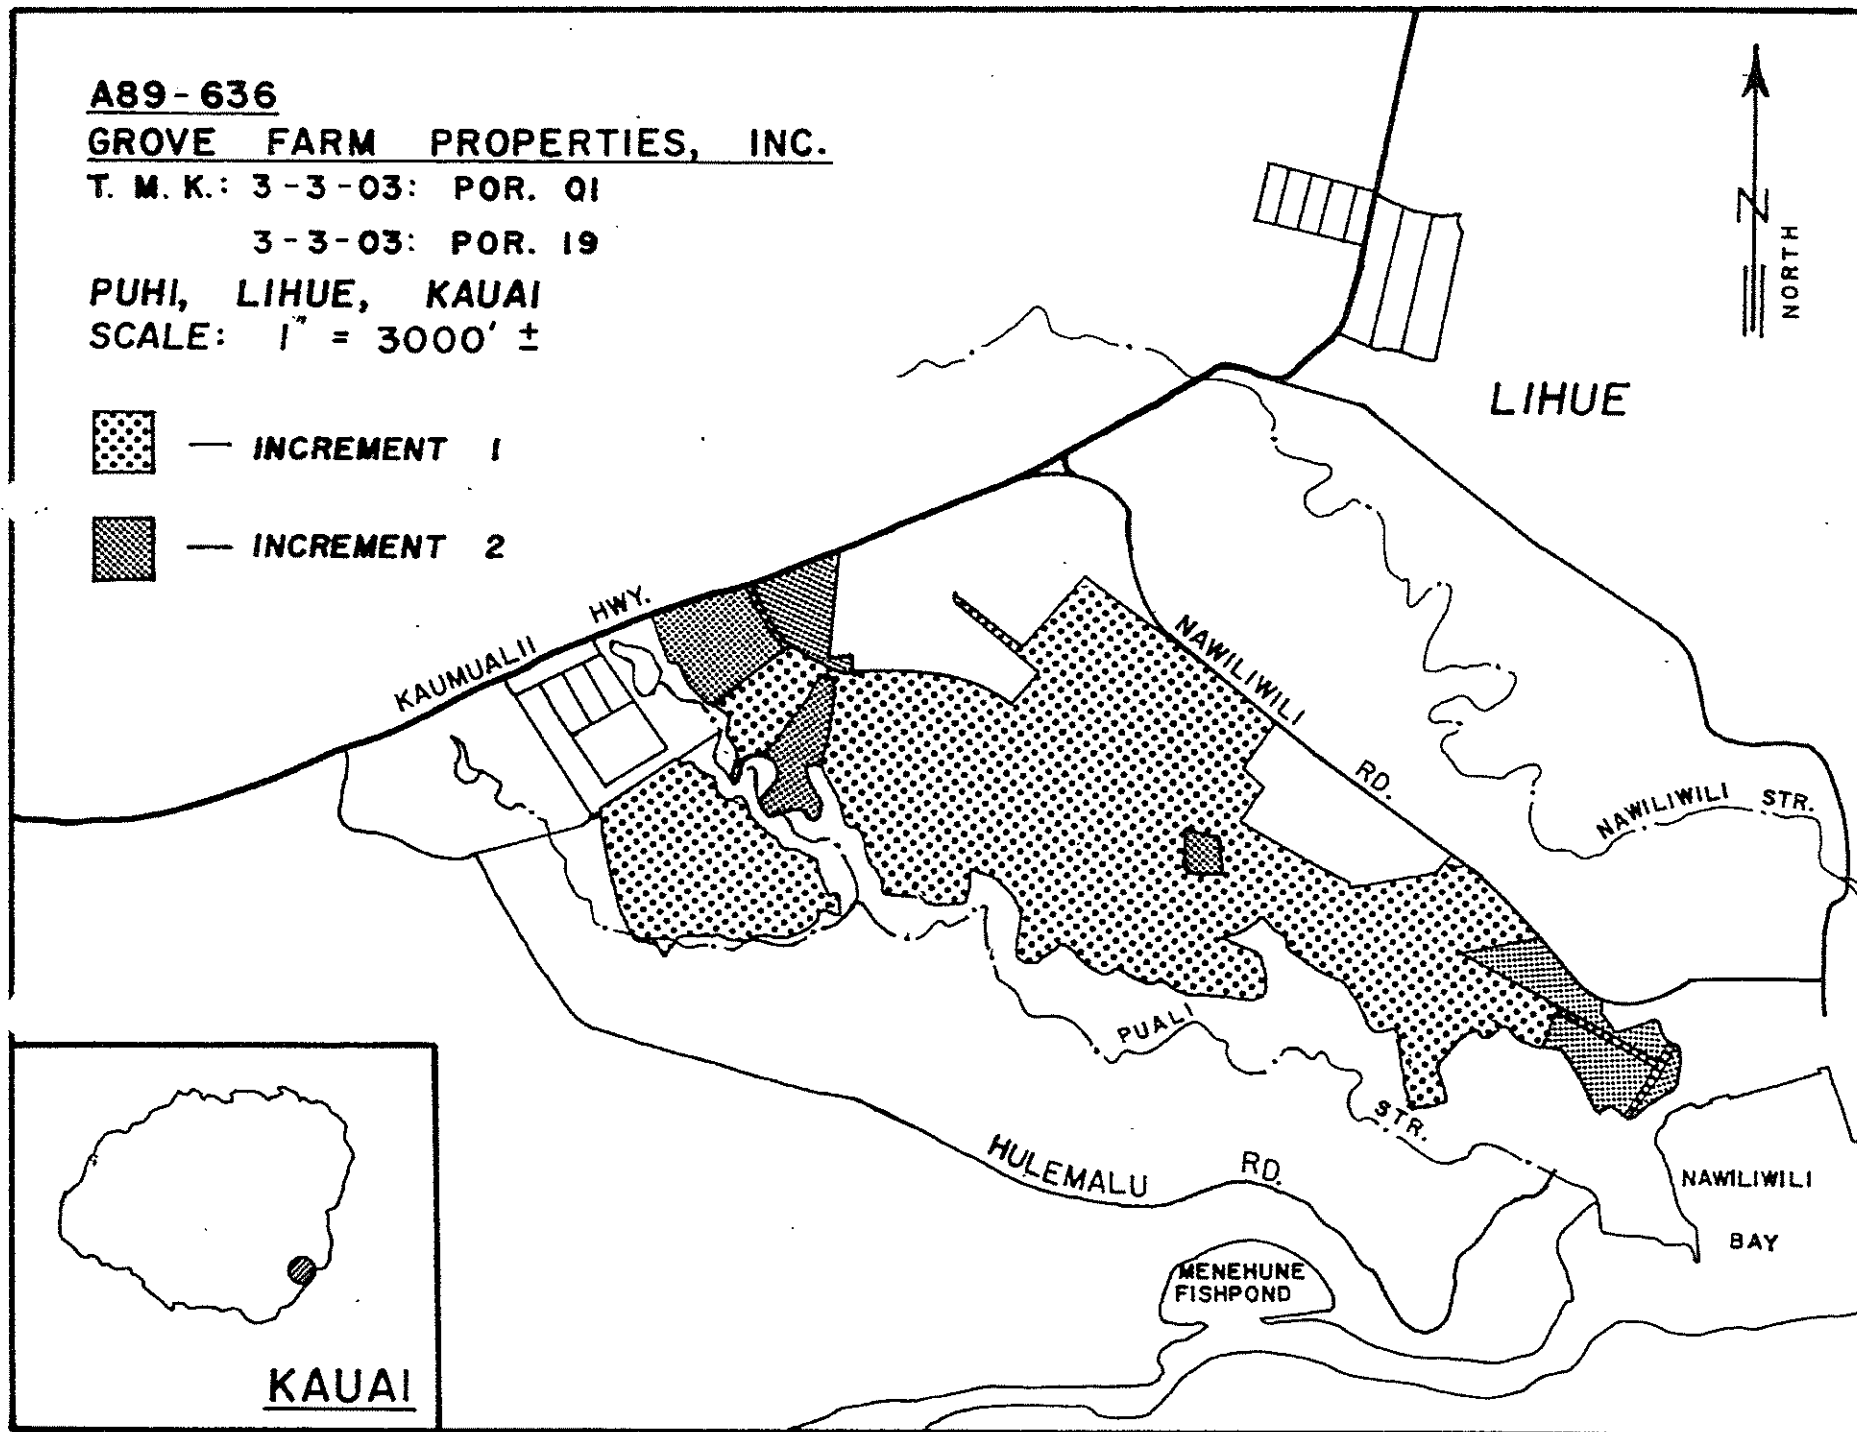 A89-636
GROVE FARM PROPERTIES, INC.
T. M. K.: 3-3-03: POR. 01
3-3-03: POR. 19
PUHI, LIHUE, KAUAI
SCALE: 1" = 3000' ±
— INCREMENT 1
— INCREMENT 2
N
NORTH
LIHUE
KAUMUALII HWY.
NAWILIWILI RD.
NAWILIWILI STR.
PUALI STR.
HULEMALU RD.
MENEHUNE
FISHPOND
NAWILIWILI
BAY
KAUAI